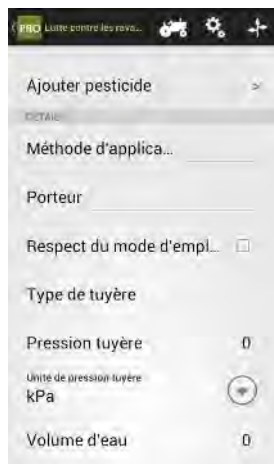 PRO Lutte contre les rava...
Ajouter pesticide >
DÉTAILS
Méthode d'applica...
Porteur
Respect du mode d'empl...
Type de tuyère
Pression tuyère 0
Unité de pression tuyère
kPa
Volume d'eau 0